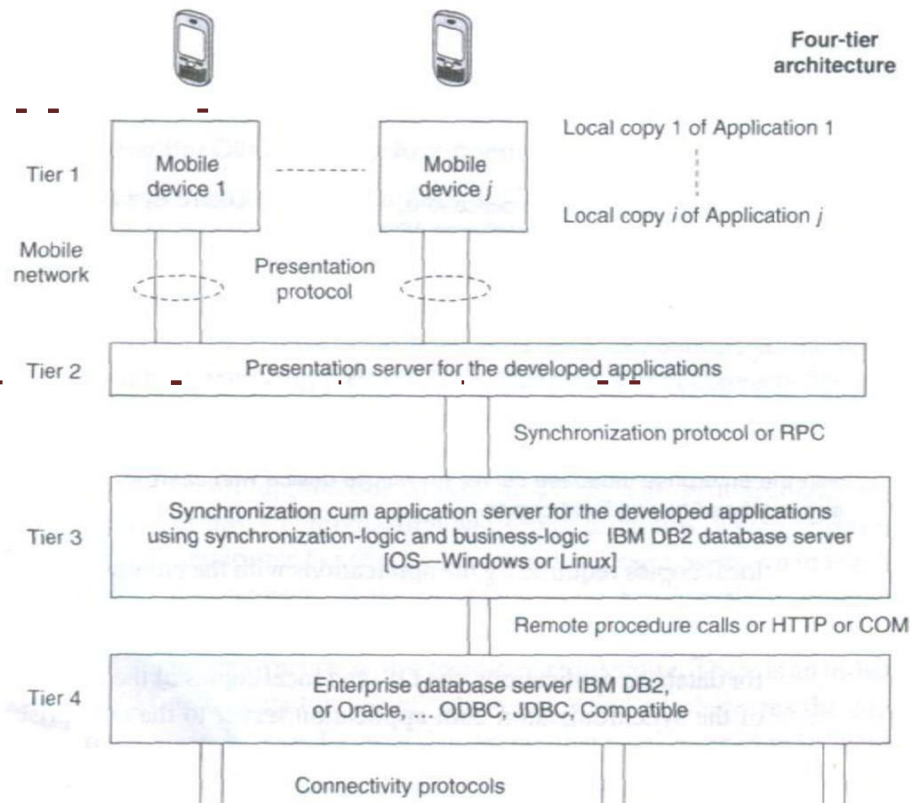 Four-tier
architecture
Local copy 1 of Application 1
Tier 1
Mobile
device 1
Mobile
device j
Local copy i of Application j
Mobile
network
Presentation
protocol
Tier 2
Presentation server for the developed applications
Synchronization protocol or RPC
Tier 3
Synchronization cum application server for the developed applications
using synchronization-logic and business-logic IBM DB2 database server
[OS—Windows or Linux]
Remote procedure calls or HTTP or COM
Tier 4
Enterprise database server IBM DB2,
or Oracle,.... ODBC, JDBC, Compatible
Connectivity protocols